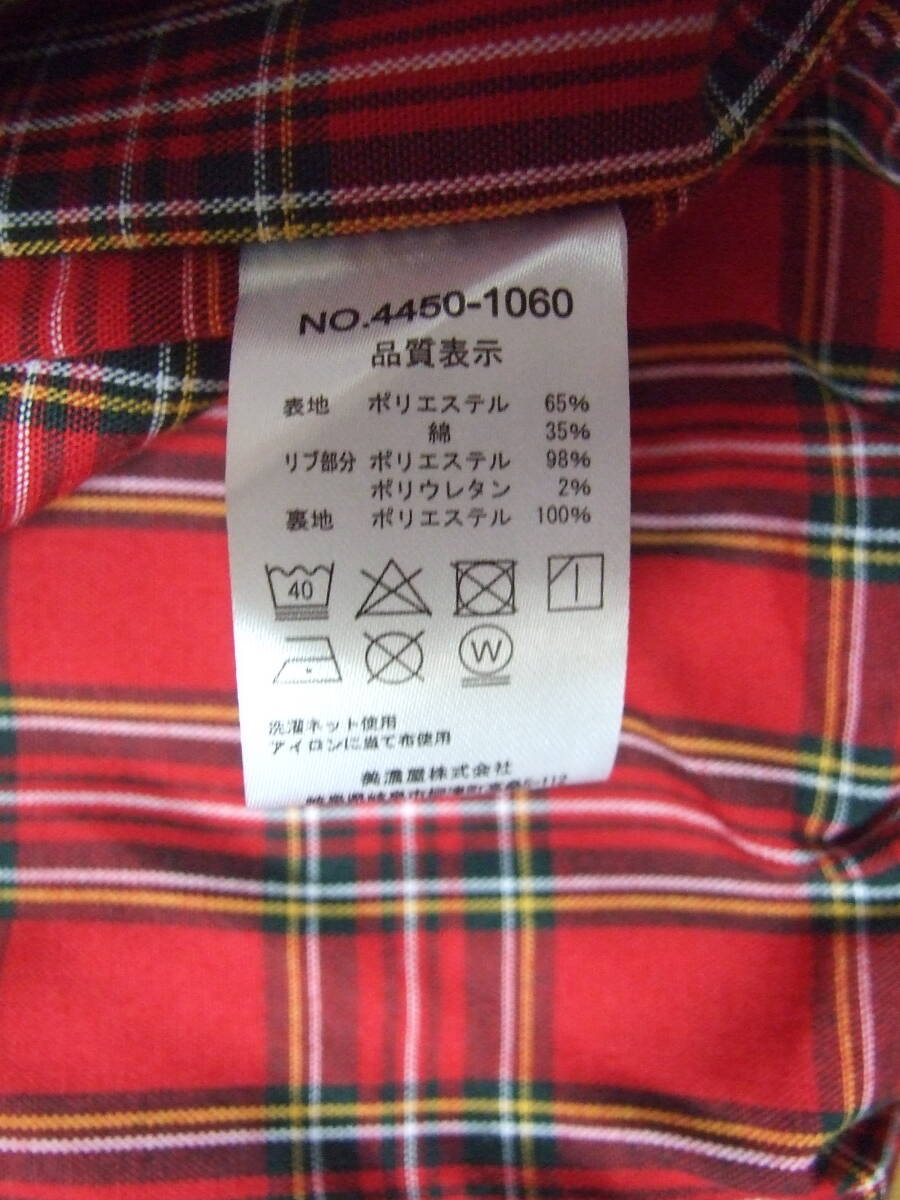 NO.4450-1060
品質表示
表地 ポリエステル 65%
綿 35%
リブ部分 ポリエステル 98%
ポリウレタン 2%
裏地 ポリエステル 100%
40
W
洗濯ネット使用
アイロンに当て布使用
美濃屋株式会社